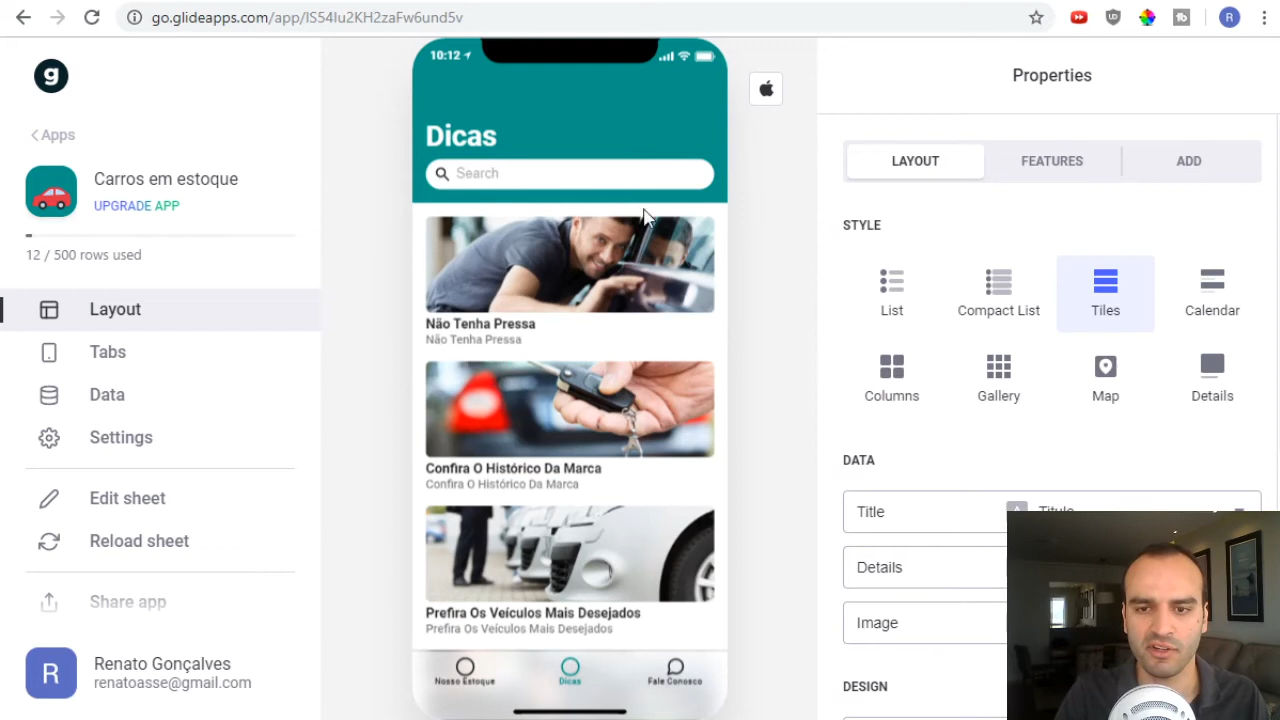 go.glideapps.com/app/IS54Iu2KH2zaFw6und5v
R
g
Apps
Carros em estoque
UPGRADE APP
12 / 500 rows used
Layout
Tabs
Data
Settings
Edit sheet
Reload sheet
Share app
R
Renato Gonçalves
renatoasse@gmail.com
10:12
Dicas
Search
Não Tenha Pressa
Não Tenha Pressa
Confira O Histórico Da Marca
Confira O Histórico Da Marca
Prefira Os Veículos Mais Desejados
Prefira Os Veículos Mais Desejados
Nosso Estoque
Dicas
Fale Conosco
Properties
LAYOUT
FEATURES
ADD
STYLE
List
Compact List
Tiles
Calendar
Columns
Gallery
Map
Details
DATA
Title
Details
Image
DESIGN